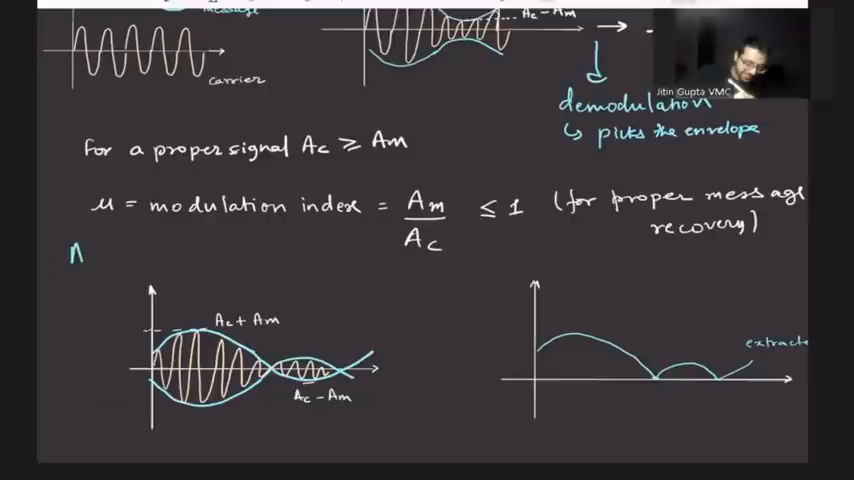 message
Ac - Am
carrier
Jitin Gupta VMC
demodulation
↳ picks the envelope
For a proper signal Ac ≥ Am
μ = modulation index = Am/Ac ≤ 1 (for proper message
recovery)
Ac + Am
extracte
Ac - Am